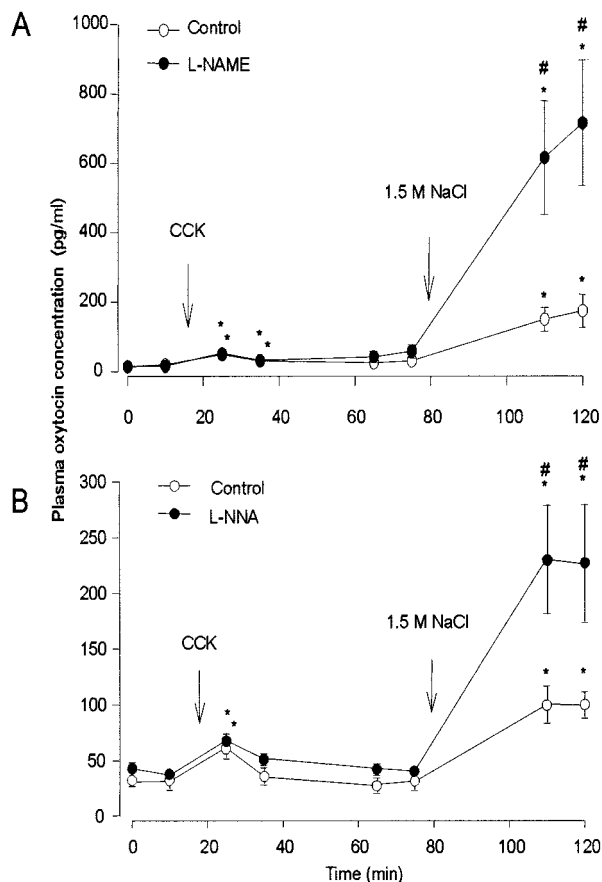 A
Control
L-NAME
1000
800
600
400
200
0
CCK
1.5 M NaCl
#
*
#
*
*
*
*
*
*
*
0 20 40 60 80 100 120
Plasma oxytocin concentration (pg/ml)
B
Control
L-NNA
300
250
200
150
100
50
0
CCK
1.5 M NaCl
#
*
#
*
*
*
*
*
0 20 40 60 80 100 120
Time (min)